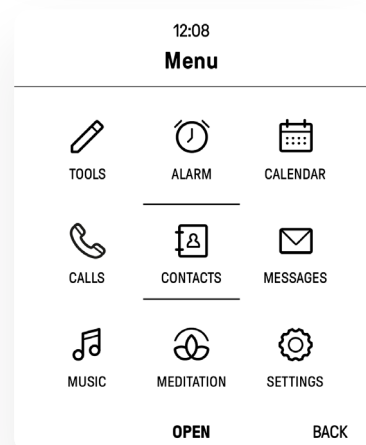 12:08
Menu
TOOLS ALARM CALENDAR
CALLS CONTACTS MESSAGES
MUSIC MEDITATION SETTINGS
OPEN BACK